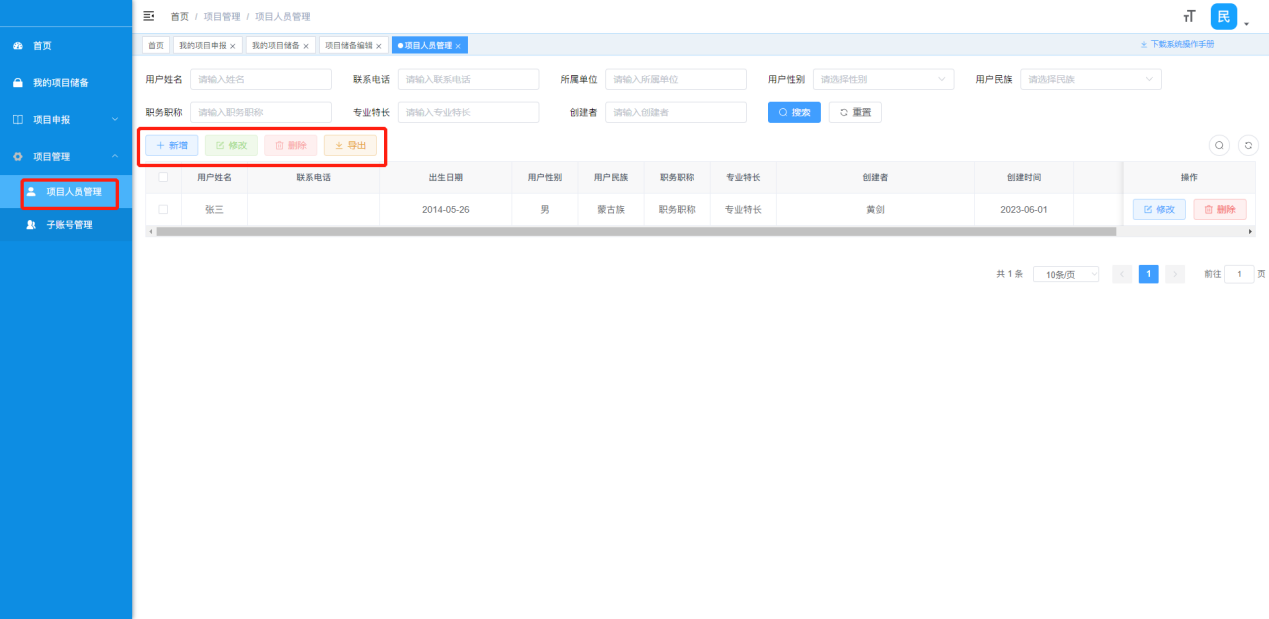 首页 / 项目管理 / 项目人员管理
民
首页
我的项目储备
项目申报
项目管理
项目人员管理
子账号管理
首页 我的项目申报 × 我的项目储备 × 项目储备编辑 × 项目人员管理 ×
下载系统操作手册
用户姓名 请输入姓名 联系电话 请输入联系电话 所属单位 请输入所属单位 用户性别 请选择性别 用户民族 请选择民族
职务职称 请输入职务职称 专业特长 请输入专业特长 创建者 请输入创建者 搜索 重置
+ 新增 修改 删除 导出
用户姓名 联系电话 出生日期 用户性别 用户民族 职务职称 专业特长 创建者 创建时间 操作
张三 2014-05-26 男 蒙古族 职务职称 专业特长 黄剑 2023-06-01 修改 删除
共 1 条 10条/页 < 1 > 前往 1 页